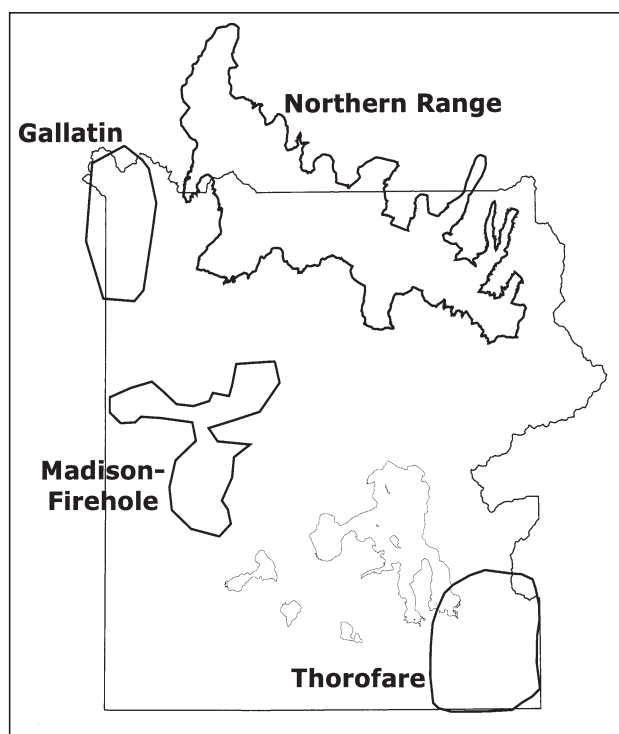 Northern Range
Gallatin
Madison-
Firehole
Thorofare